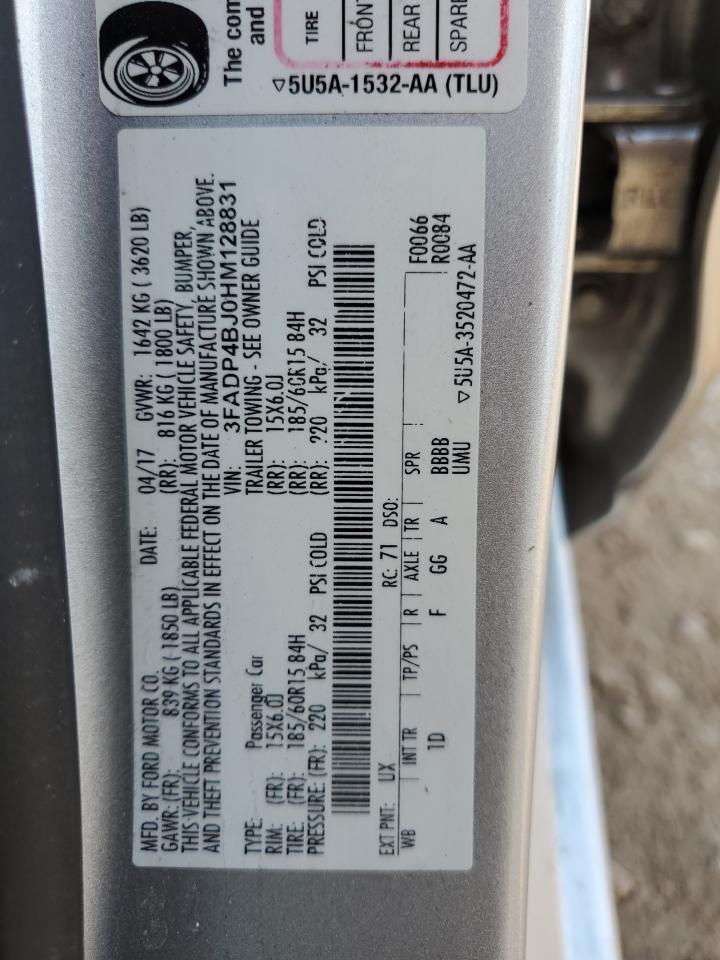 The com
and
TIRE
FRONT
REAR
SPARE
▽5U5A-1532-AA (TLU)
MFD. BY FORD MOTOR CO.
DATE: 04/17 GVWR: 1642 KG ( 3620 LB)
GAWR: (FR): 839 KG ( 1850 LB) (RR): 816 KG ( 1800 LB)
THIS VEHICLE CONFORMS TO ALL APPLICABLE FEDERAL MOTOR VEHICLE SAFETY, BUMPER,
AND THEFT PREVENTION STANDARDS IN EFFECT ON THE DATE OF MANUFACTURE SHOWN ABOVE.
VIN: 3FADP4BJ0HM128831
TYPE: Passenger Car TRAILER TOWING - SEE OWNER GUIDE
RIM: (FR): 15X6.0J (RR): 15X6.0J
TIRE: (FR): 185/60R15 84H (RR): 185/60R15 84H
PRESSURE: (FR): 220 kPa/ 32 PSI COLD (RR): 220 kPa/ 32 PSI COLD
EXT PNT: UX RC: 71 DSO: F0066
WB INT TR TP/PS R AXLE TR SPR R0084
1D F GG A BBBB
UMU
▽5U5A-3520472-AA